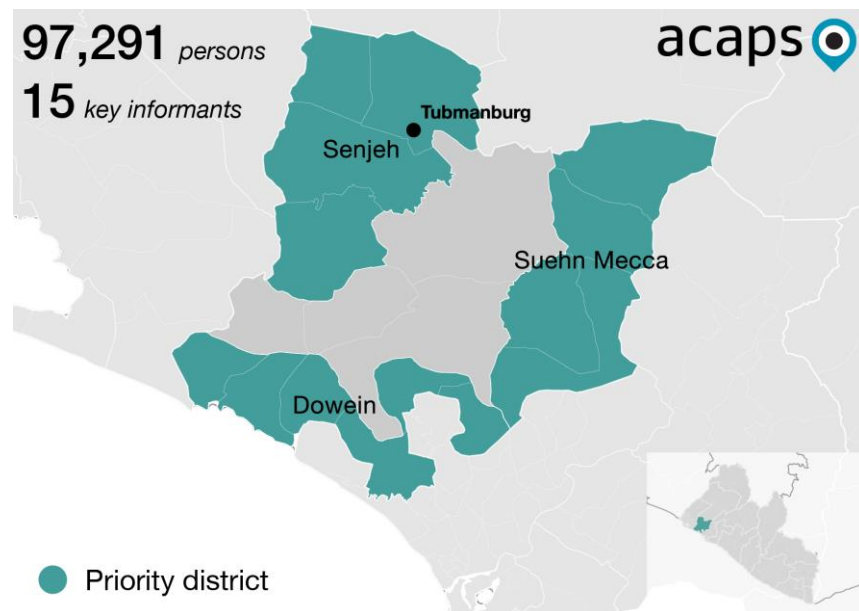 97,291 persons
15 key informants
acaps
Tubmanburg
Senjeh
Suehn Mecca
Dowein
Priority district